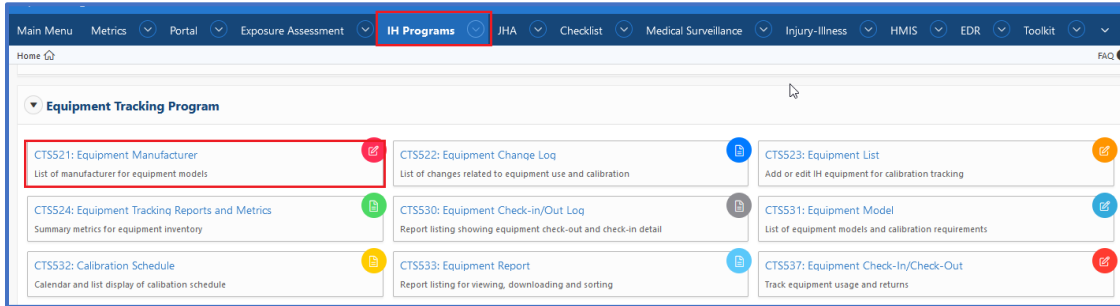 Main Menu Metrics Portal Exposure Assessment IH Programs JHA Checklist Medical Surveillance Injury-Illness HMIS EDR Toolkit
Home FAQ
Equipment Tracking Program
CTS521: Equipment Manufacturer
List of manufacturer for equipment models
CTS522: Equipment Change Log
List of changes related to equipment use and calibration
CTS523: Equipment List
Add or edit IH equipment for calibration tracking
CTS524: Equipment Tracking Reports and Metrics
Summary metrics for equipment inventory
CTS530: Equipment Check-in/Out Log
Report listing showing equipment check-out and check-in detail
CTS531: Equipment Model
List of equipment models and calibration requirements
CTS532: Calibration Schedule
Calendar and list display of calibation schedule
CTS533: Equipment Report
Report listing for viewing, downloading and sorting
CTS537: Equipment Check-In/Check-Out
Track equipment usage and returns